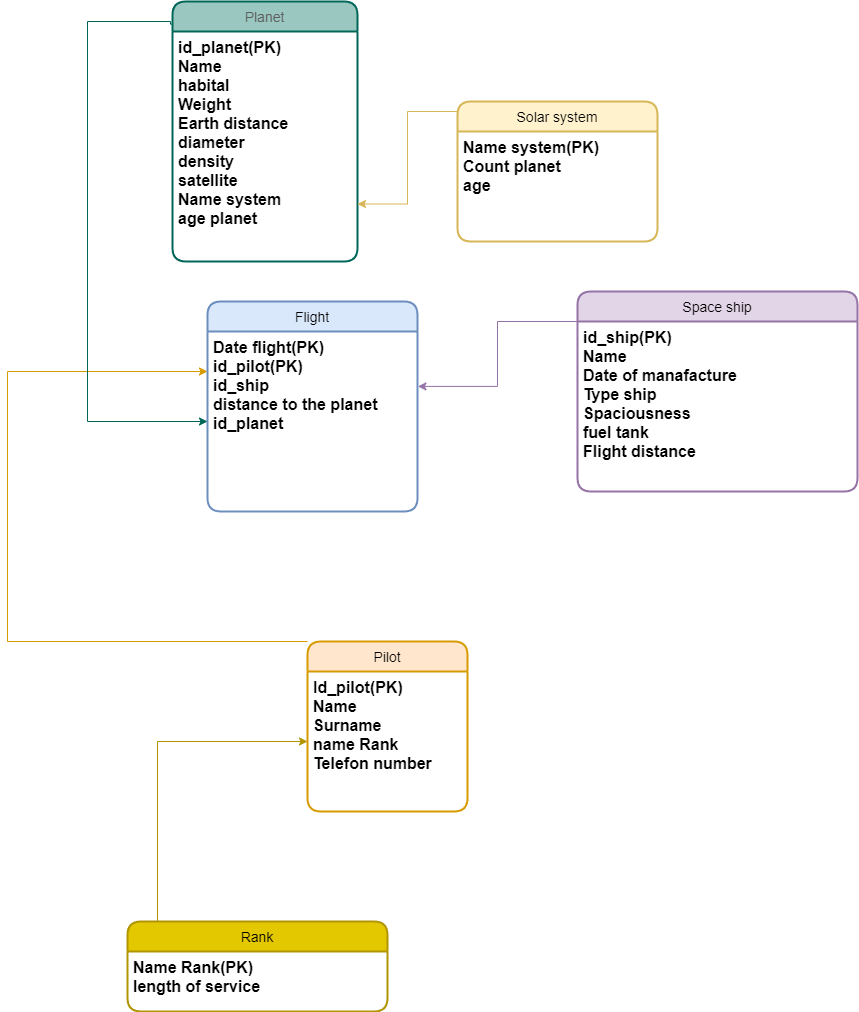 Planet
id_planet(PK)
Name
habital
Weight
Earth distance
diameter
density
satellite
Name system
age planet
Solar system
Name system(PK)
Count planet
age
Flight
Date flight(PK)
id_pilot(PK)
id_ship
distance to the planet
id_planet
Space ship
id_ship(PK)
Name
Date of manafacture
Type ship
Spaciousness
fuel tank
Flight distance
Pilot
Id_pilot(PK)
Name
Surname
name Rank
Telefon number
Rank
Name Rank(PK)
length of service